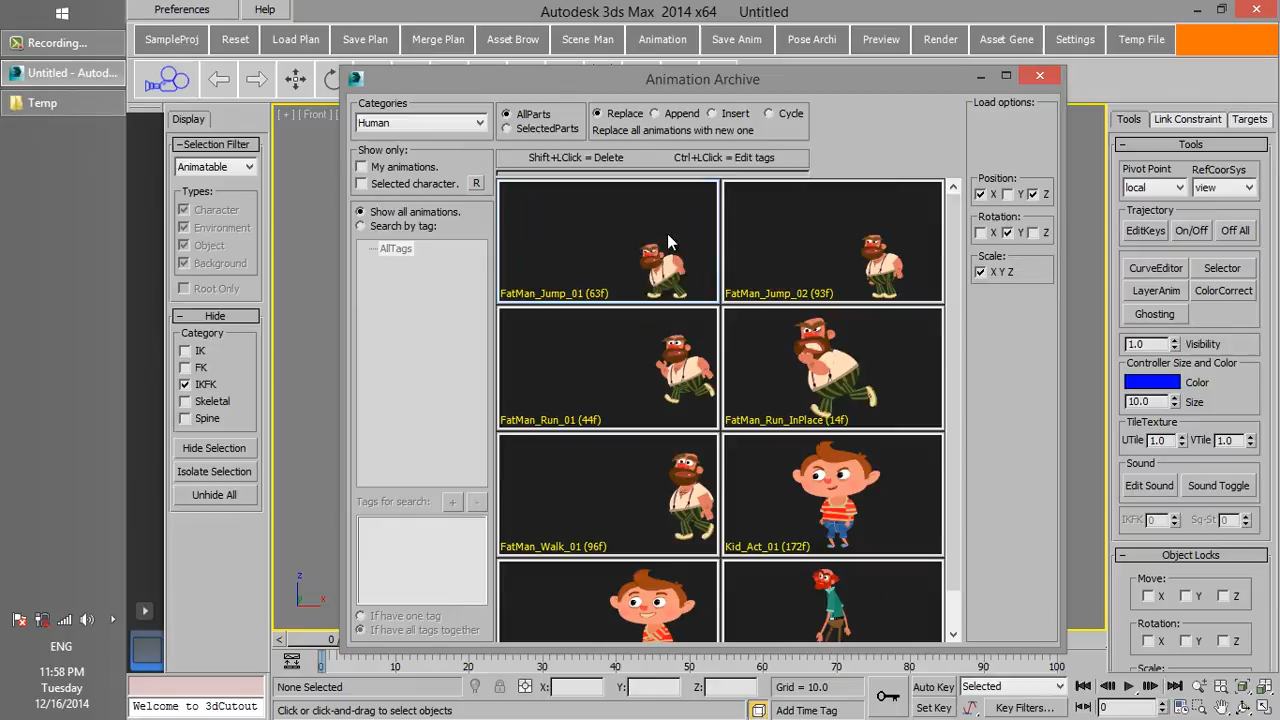 Preferences
Help
Autodesk 3ds Max 2014 x64 Untitled
Recording...
Untitled - Autod...
Temp
SampleProj Reset Load Plan Save Plan Merge Plan Asset Brow Scene Man Animation Save Anim Pose Archi Preview Render Asset Gene Settings Temp File
Animation Archive
[ + ] [ Front ]
Display
Selection Filter
Animatable
Types:
Character
Environment
Object
Background
Root Only
Hide
Category
IK
FK
IKFK
Skeletal
Spine
Hide Selection
Isolate Selection
Unhide All
Categories
Human
Show only:
My animations.
Selected character. R
Show all animations.
Search by tag:
AllTags
Tags for search: + -
If have one tag
If have all tags together
AllParts
SelectedParts
Replace Append Insert Cycle
Replace all animations with new one
Shift+LClick = Delete Ctrl+LClick = Edit tags
FatMan_Jump_01 (63f)
FatMan_Jump_02 (93f)
FatMan_Run_01 (44f)
FatMan_Run_InPlace (14f)
FatMan_Walk_01 (96f)
Kid_Act_01 (172f)
Load options:
Position:
X Y Z
Rotation:
X Y Z
Scale:
X Y Z
Tools Link Constraint Targets
Tools
Pivot Point RefCoorSys
local view
Trajectory
EditKeys On/Off Off All
CurveEditor Selector
LayerAnim ColorCorrect
Ghosting
1.0 Visibility
Controller Size and Color
Color
10.0 Size
TileTexture
UTile 1.0 VTile 1.0
Sound
Edit Sound Sound Toggle
IKFK 0 Sq-St 0
Object Locks
Move:
X Y Z
Rotation:
X Y Z
Scale:
z
x
ENG
11:58 PM
Tuesday
12/16/2014
0
0 10 20 30 40 50 60 70 80 90 100
None Selected X: Y: Z: Grid = 10.0 Auto Key Selected
Welcome to 3dCutout Click or click-and-drag to select objects Add Time Tag Set Key Key Filters... 0